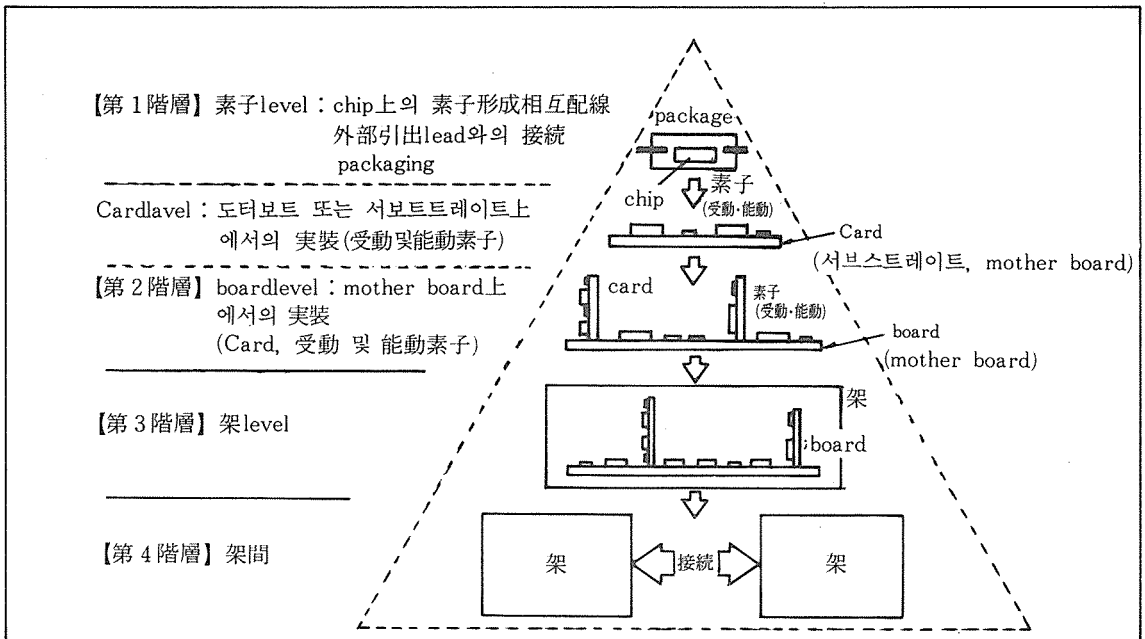 【第1階層】 素子level : chip上의 素子形成相互配線
外部引出lead와의 接続
packaging
Cardlavel : 도터보트 또는 서보트트레이트上
에서의 実装(受動및能動素子)
【第2階層】 boardlevel : mother board上
에서의 実装
(Card, 受動 및 能動素子)
【第3階層】 架level
【第4階層】 架間
package
chip
素子
(受動·能動)
Card
(서브스트레이트, mother board)
card
素子
(受動·能動)
board
(mother board)
架
board
架
接続
架